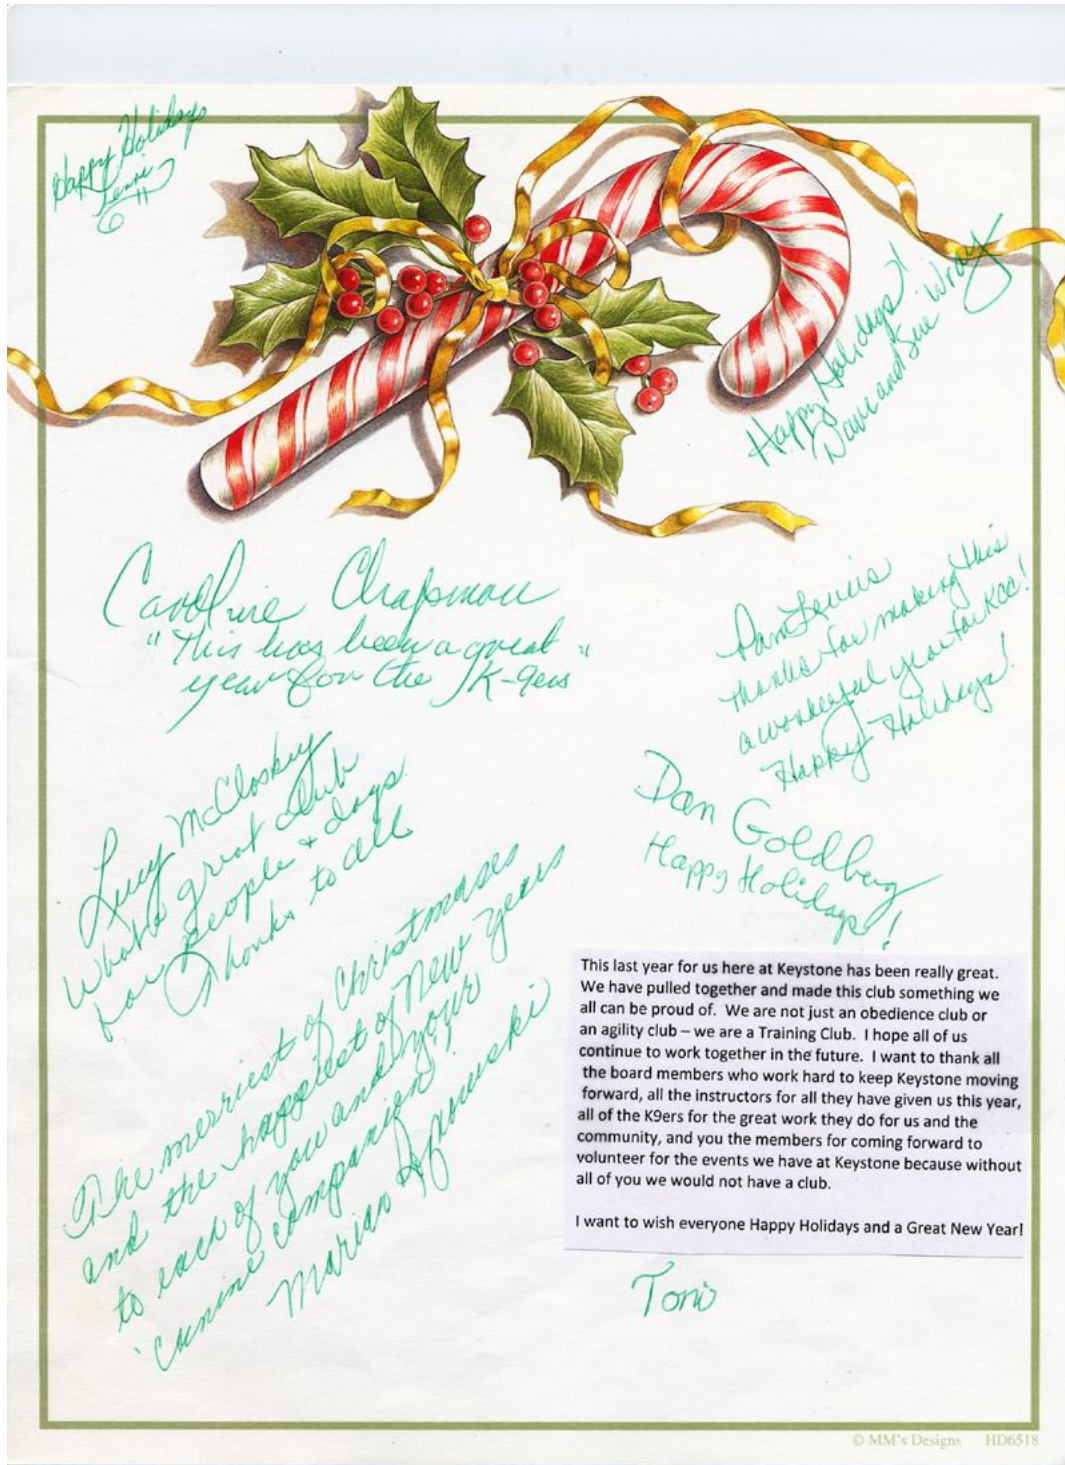 Happy Holidays
Happy Holidays!
Dave and Sue Wray
Caroline Chapman
"This has been a great
year for the K-9ers"
Pam Lewis
Thanks for making this
a wonderful year for KCC!
Happy Holidays!
Lucy McCloskey
What a great club
for people & dogs
Thanks to all
Dan Goldberg
Happy Holidays!
The merriest of Christmases
and the happiest of New Years
to each of you and your
'canine companion'!
Marian
This last year for us here at Keystone has been really great.
We have pulled together and made this club something we
all can be proud of. We are not just an obedience club or
an agility club – we are a Training Club. I hope all of us
continue to work together in the future. I want to thank all
the board members who work hard to keep Keystone moving
forward, all the instructors for all they have given us this year,
all of the K9ers for the great work they do for us and the
community, and you the members for coming forward to
volunteer for the events we have at Keystone because without
all of you we would not have a club.
I want to wish everyone Happy Holidays and a Great New Year!
Toni
© MM's Designs HD6518